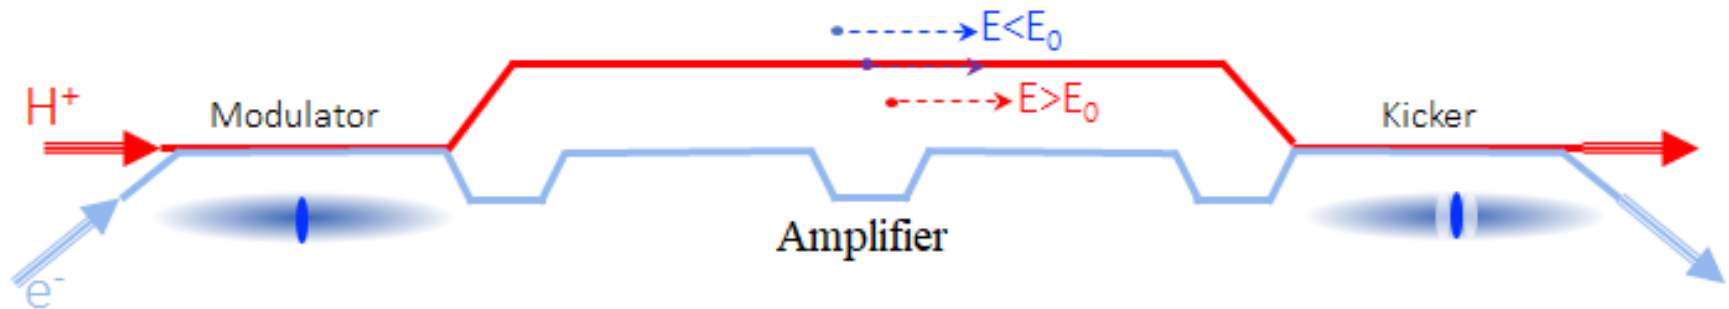 E<E₀
H⁺
Modulator
E>E₀
Kicker
Amplifier
e⁻